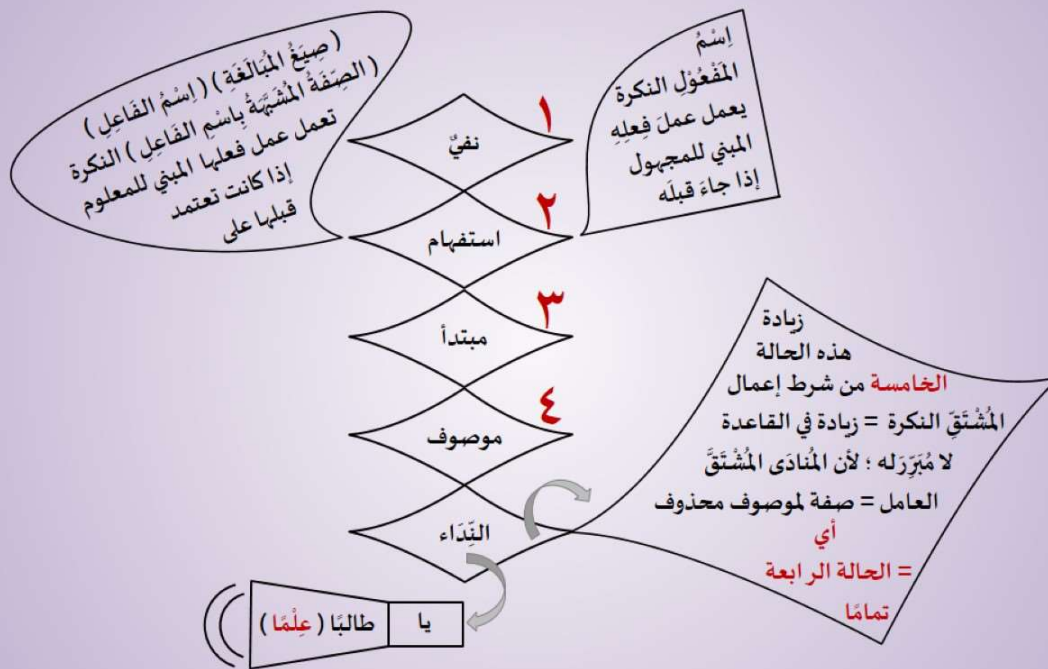 اِسْمُ
المَفْعُوْلِ النكرة
يعمل عملَ فِعلِهِ
المبني للمجهول
إذا جاءَ قبلَه
( صِيَغُ المُبَالَغَةِ ) ( اِسْمُ الفَاعِلِ )
( الصِّفَةُ المُشَبَّهَةُ بِاسْمِ الفَاعِلِ ) النكرة
تعمل عمل فعلها المبني للمعلوم
إذا كانت تعتمد
قبلها على
١
نفيٌ
٢
استفهام
٣
مبتدأ
٤
موصوف
النِّدَاء
زيادة
هذه الحالة
الخامسة من شرط إعمال
المُشْتَقِّ النكرة = زيادة في القاعدة
لا مُبَرِّرَله ؛ لأن المُنادَى المُشْتَقَّ
العامل = صفة لموصوف محذوف
أي
= الحالة الرابعة
تمامًا
يا
طالبًا ( عِلْمًا )